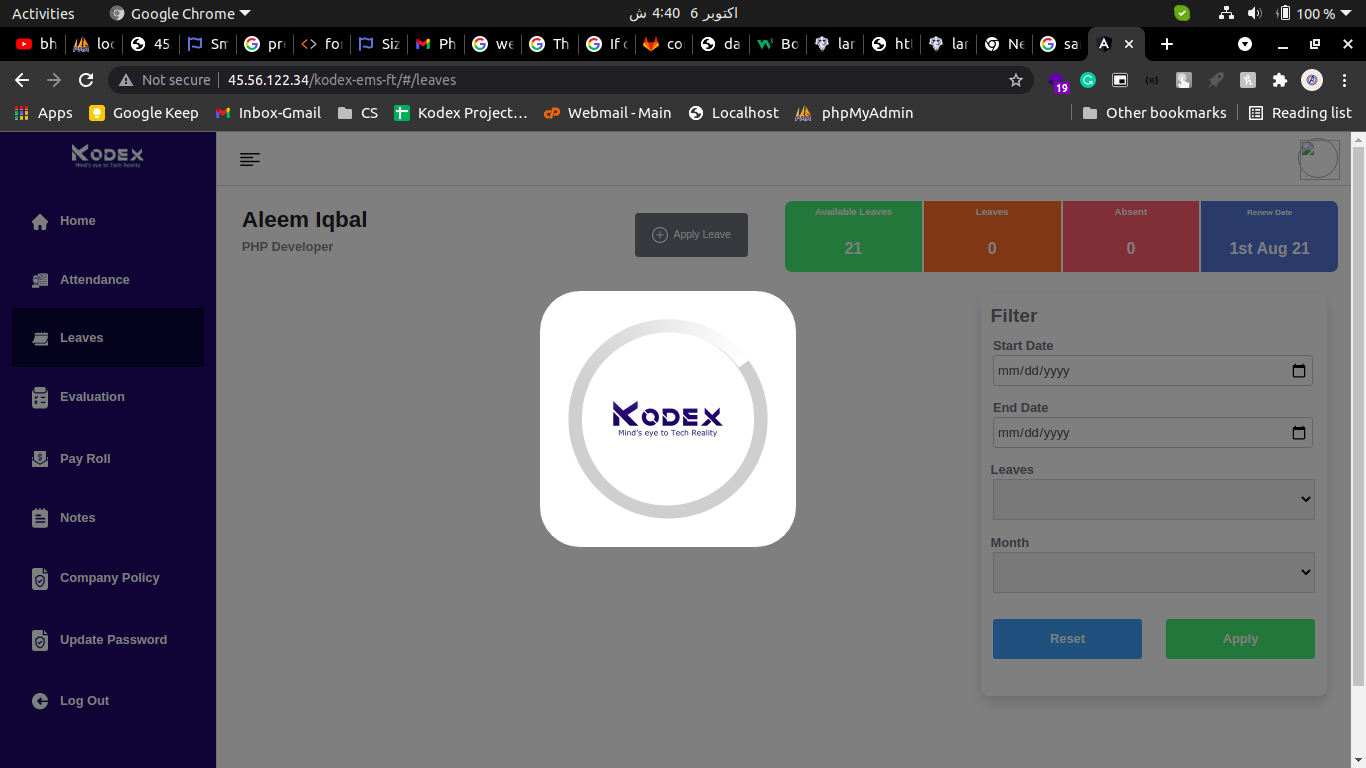 Activities
Google Chrome
اکتوبر 6  4:40 ش
100 %
bh
loc
45
Sm
pro
for
Siz
Ph
we
Th
If c
co
da
Bo
lar
ht
lar
Ne
sa
Not secure
45.56.122.34/kodex-ems-ft/#/leaves
19
Apps
Google Keep
Inbox-Gmail
CS
Kodex Project…
Webmail - Main
Localhost
phpMyAdmin
Other bookmarks
Reading list
KODEX
Mind's eye to Tech Reality
Home
Attendance
Leaves
Evaluation
Pay Roll
Notes
Company Policy
Update Password
Log Out
Aleem Iqbal
PHP Developer
Apply Leave
Available Leaves
21
Leaves
0
Absent
0
Renew Date
1st Aug 21
KODEX
Mind's eye to Tech Reality
Filter
Start Date
mm/dd/yyyy
End Date
mm/dd/yyyy
Leaves
Month
Reset
Apply